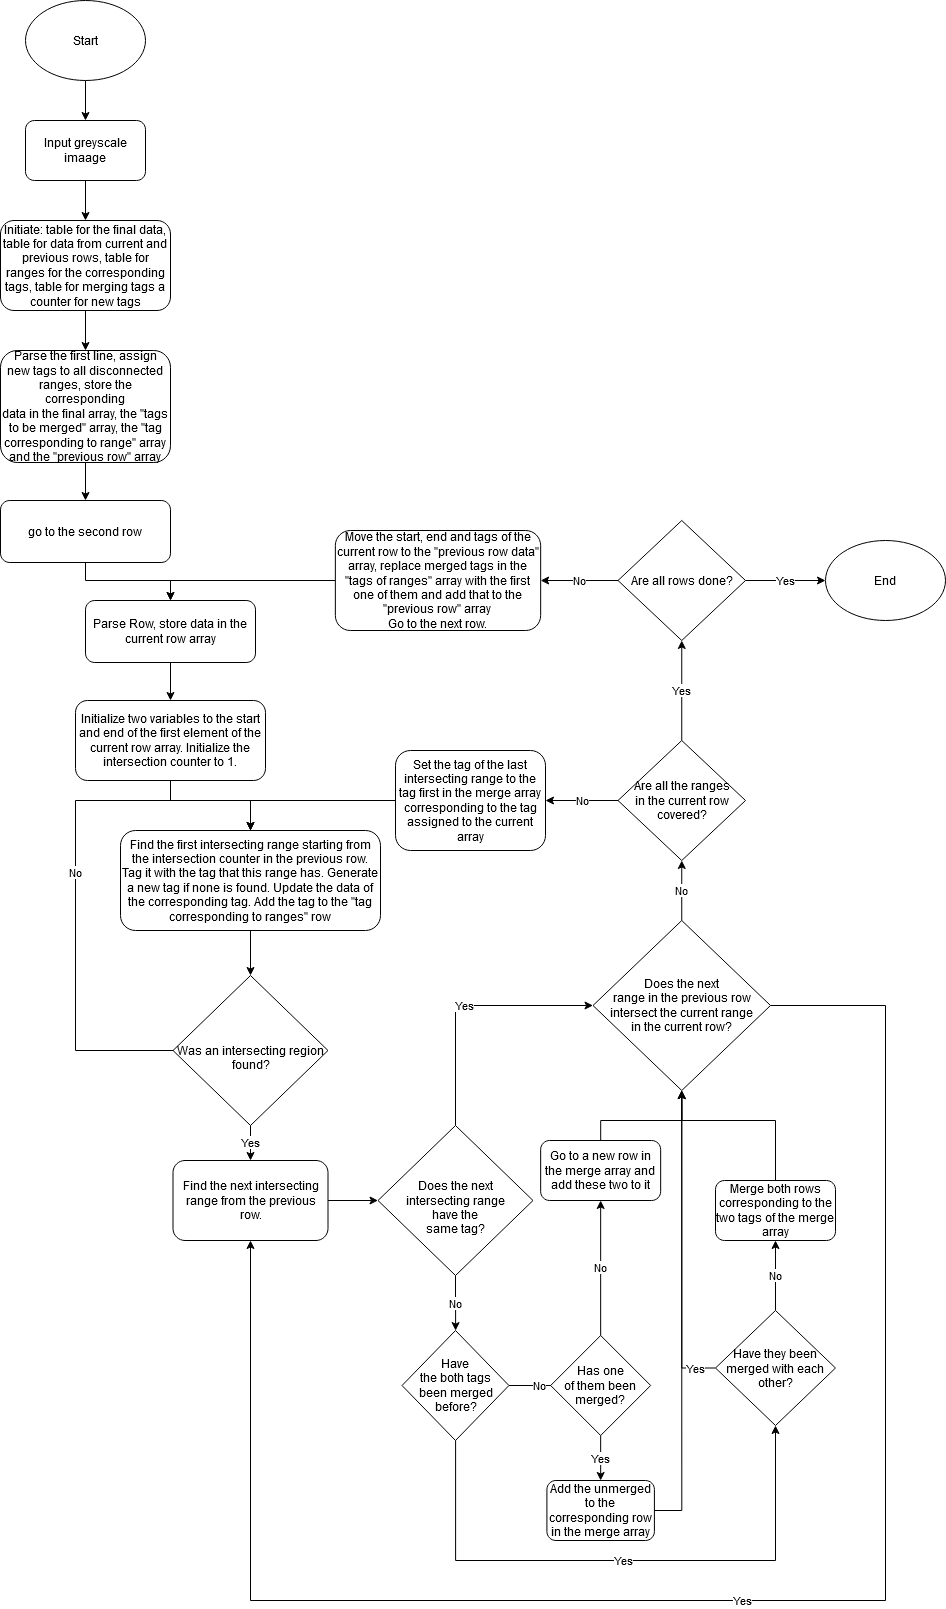 Start
Input greyscale
imaage
Initiate: table for the final data,
table for data from current and
previous rows, table for
ranges for the corresponding
tags, table for merging tags a
counter for new tags
Parse the first line, assign
new tags to all disconnected
ranges, store the
corresponding
data in the final array, the "tags
to be merged" array, the "tag
corresponding to range" array
and the "previous row" array
go to the second row
Move the start, end and tags of the
current row to the "previous row data"
array, replace merged tags in the
"tags of ranges" array with the first
one of them and add that to the
"previous row" array
Go to the next row.
No
Are all rows done?
Yes
End
Parse Row, store data in the
current row array
Yes
Initialize two variables to the start
and end of the first element of the
current row array. Initialize the
intersection counter to 1.
Set the tag of the last
intersecting range to the
tag first in the merge array
corresponding to the tag
assigned to the current
array
No
Are all the ranges
in the current row
covered?
No
Find the first intersecting range starting from
the intersection counter in the previous row.
Tag it with the tag that this range has. Generate
a new tag if none is found. Update the data of
the corresponding tag. Add the tag to the "tag
corresponding to ranges" row
No
Does the next
range in the previous row
intersect the current range
in the current row?
Yes
Was an intersecting region
found?
Yes
Find the next intersecting
range from the previous
row.
Does the next
intersecting range
have the
same tag?
Go to a new row in
the merge array and
add these two to it
Merge both rows
corresponding to the
two tags of the merge
array
No
No
No
Have
the both tags
been merged
before?
No
Has one
of them been
merged?
Yes
Have they been
merged with each
other?
Yes
Add the unmerged
to the
corresponding row
in the merge array
Yes
Yes